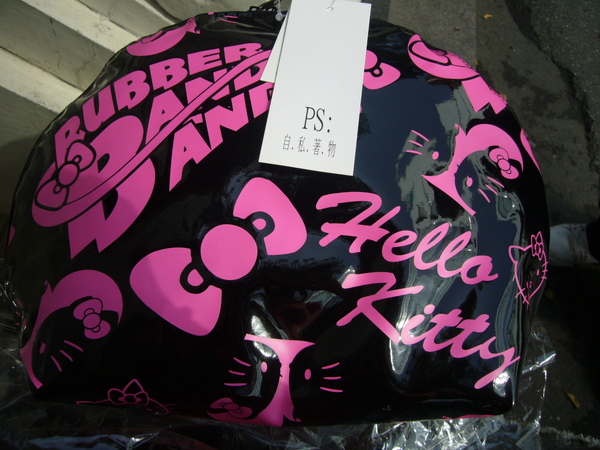 RUBBER
BAND
AND
PS:
自.私.著.物
Hello
Kitty